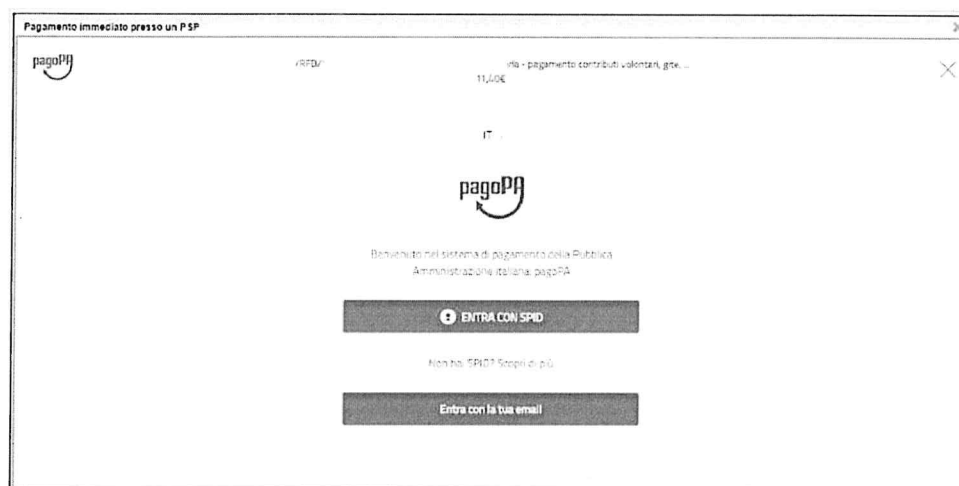 Pagamento immediato presso un PSP
pagoPA
/RFD/ - pagamento contributi volontari, gite, ...
11,40€
IT
pagoPA
Benvenuto nel sistema di pagamento della Pubblica
Amministrazione italiana: pagoPA
ENTRA CON SPID
Non hai SPID? Scopri di più
Entra con la tua email